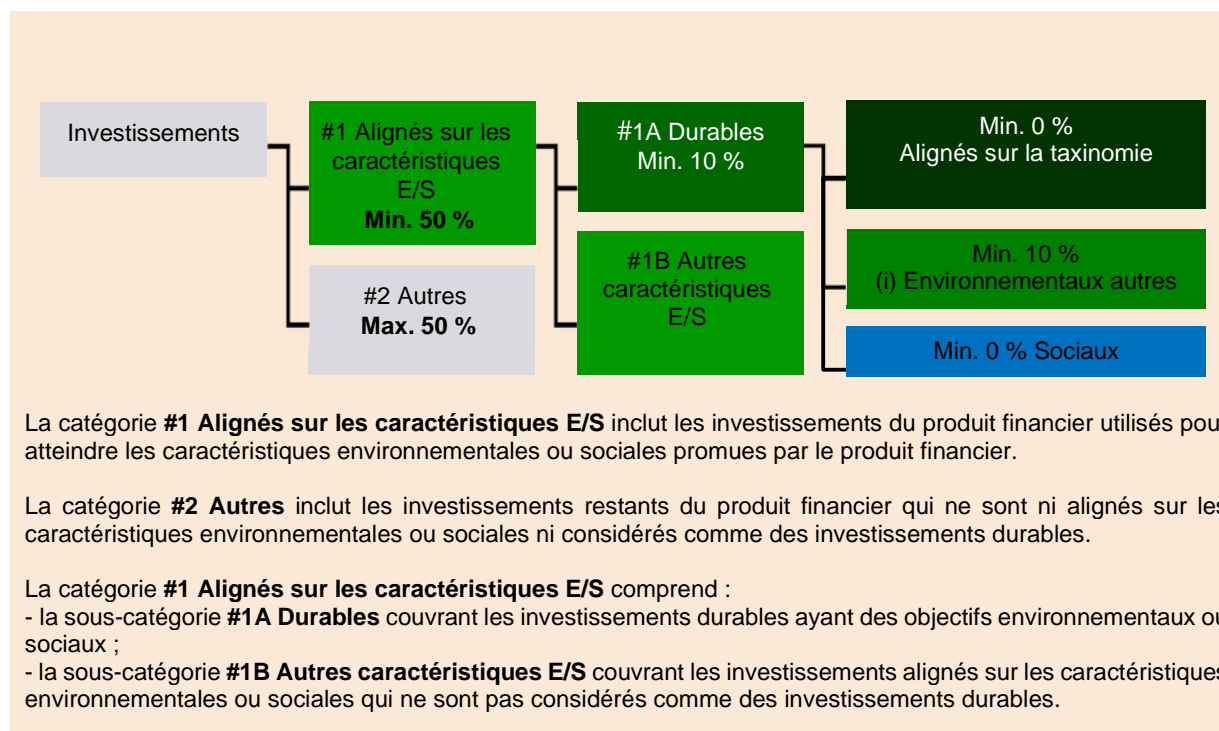 Investissements
#1 Alignés sur les
caractéristiques
E/S
Min. 50 %
#2 Autres
Max. 50 %
#1A Durables
Min. 10 %
#1B Autres
caractéristiques
E/S
Min. 0 %
Alignés sur la taxinomie
Min. 10 %
(i) Environnementaux autres
Min. 0 % Sociaux
La catégorie #1 Alignés sur les caractéristiques E/S inclut les investissements du produit financier utilisés pou
atteindre les caractéristiques environnementales ou sociales promues par le produit financier.
La catégorie #2 Autres inclut les investissements restants du produit financier qui ne sont ni alignés sur les
caractéristiques environnementales ou sociales ni considérés comme des investissements durables.
La catégorie #1 Alignés sur les caractéristiques E/S comprend :
- la sous-catégorie #1A Durables couvrant les investissements durables ayant des objectifs environnementaux ou
sociaux ;
- la sous-catégorie #1B Autres caractéristiques E/S couvrant les investissements alignés sur les caractéristiques
environnementales ou sociales qui ne sont pas considérés comme des investissements durables.